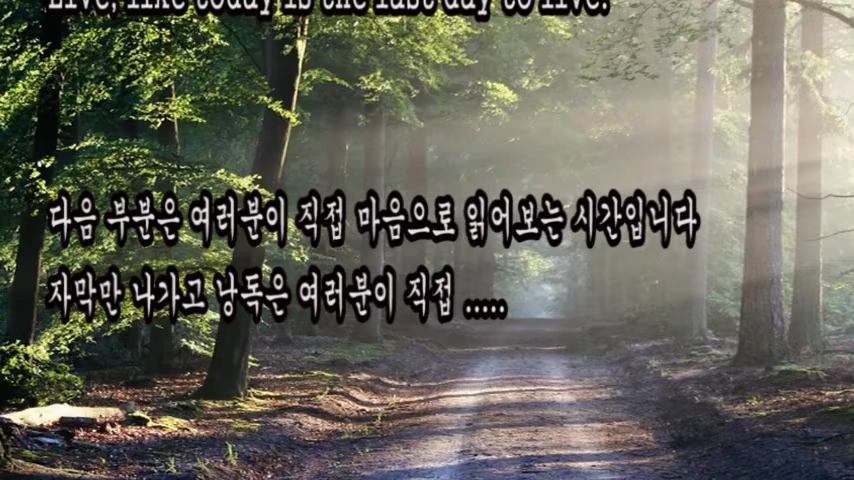 Live, like today is the last day to live.
다음 부분은 여러분이 직접 마음으로 읽어보는 시간입니다
자막만 나가고 낭독은 여러분이 직접 .....